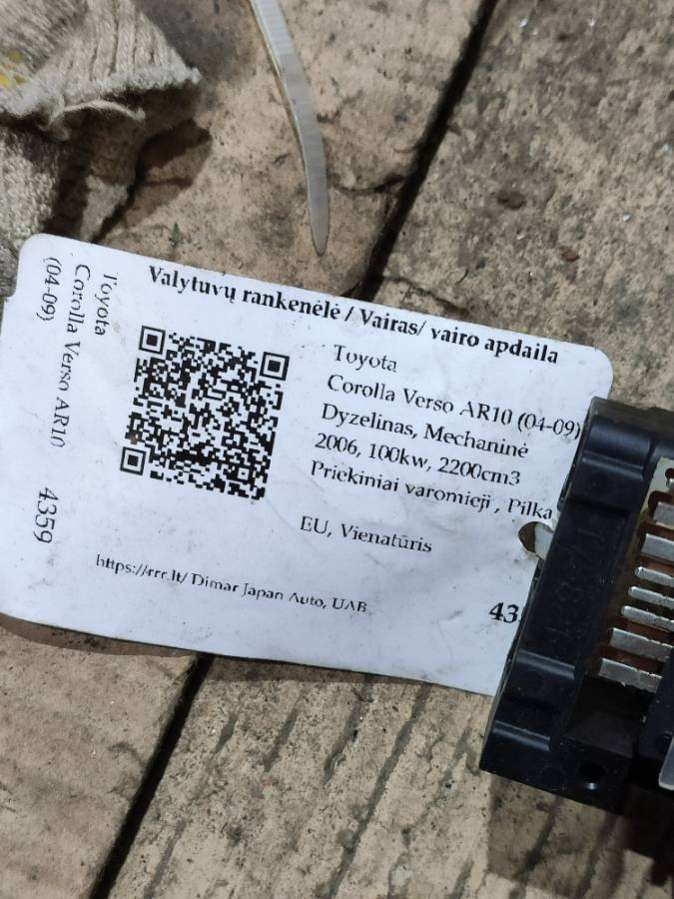 Valytuvų rankenėlė / Vairas/ vairo apdaila
Toyota
Corolla Verso AR10 (04-09)
Dyzelinas, Mechaninė
2006, 100kw, 2200cm3
Priekiniai varomieji , Pilka
EU, Vienatūris
https://rrr.lt/ Dimar Japan Auto, UAB
43
Toyota
Corolla Verso AR10
(04-09)
4359